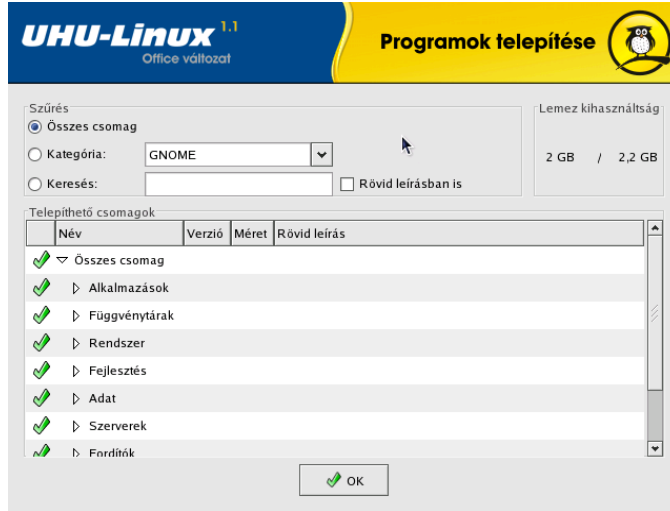 UHU-Linux 1.1
Office változat
Programok telepítése
Szűrés
Összes csomag
Kategória: GNOME
Keresés: Rövid leírásban is
Lemez kihasználtság
2 GB / 2,2 GB
Telepíthető csomagok
Név Verzió Méret Rövid leírás
Összes csomag
Alkalmazások
Függvénytárak
Rendszer
Fejlesztés
Adat
Szerverek
Fordítók
OK